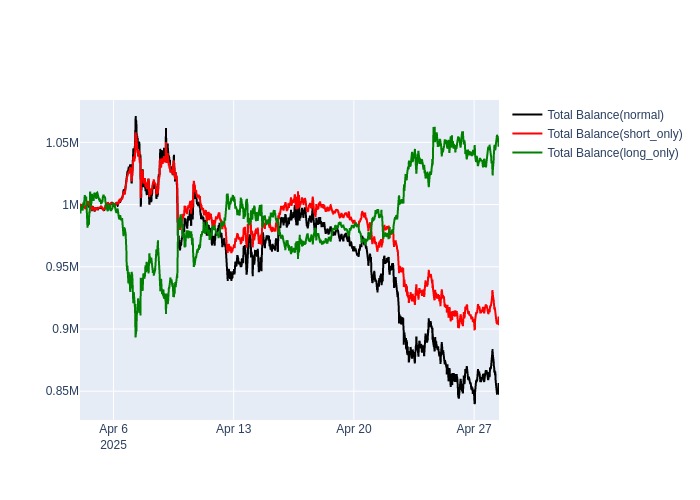 Total Balance(normal)
Total Balance(short_only)
Total Balance(long_only)
1.05M
1M
0.95M
0.9M
0.85M
Apr 6
2025
Apr 13
Apr 20
Apr 27